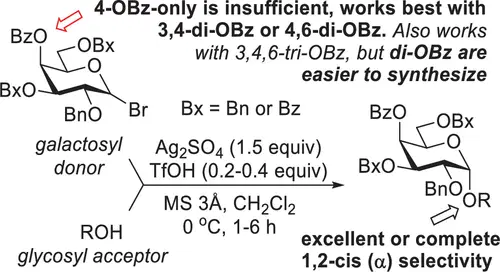 4-OBz-only is insufficient, works best with
3,4-di-OBz or 4,6-di-OBz. Also works
with 3,4,6-tri-OBz, but di-OBz are
easier to synthesize
BzO
OBx
O
BxO
BnO
Br
galactosyl
donor
Bx = Bn or Bz
Ag2SO4 (1.5 equiv)
TfOH (0.2-0.4 equiv)
MS 3Å, CH2Cl2
0 °C, 1-6 h
ROH
glycosyl acceptor
BzO
OBx
O
BxO
BnO
OR
excellent or complete
1,2-cis (α) selectivity